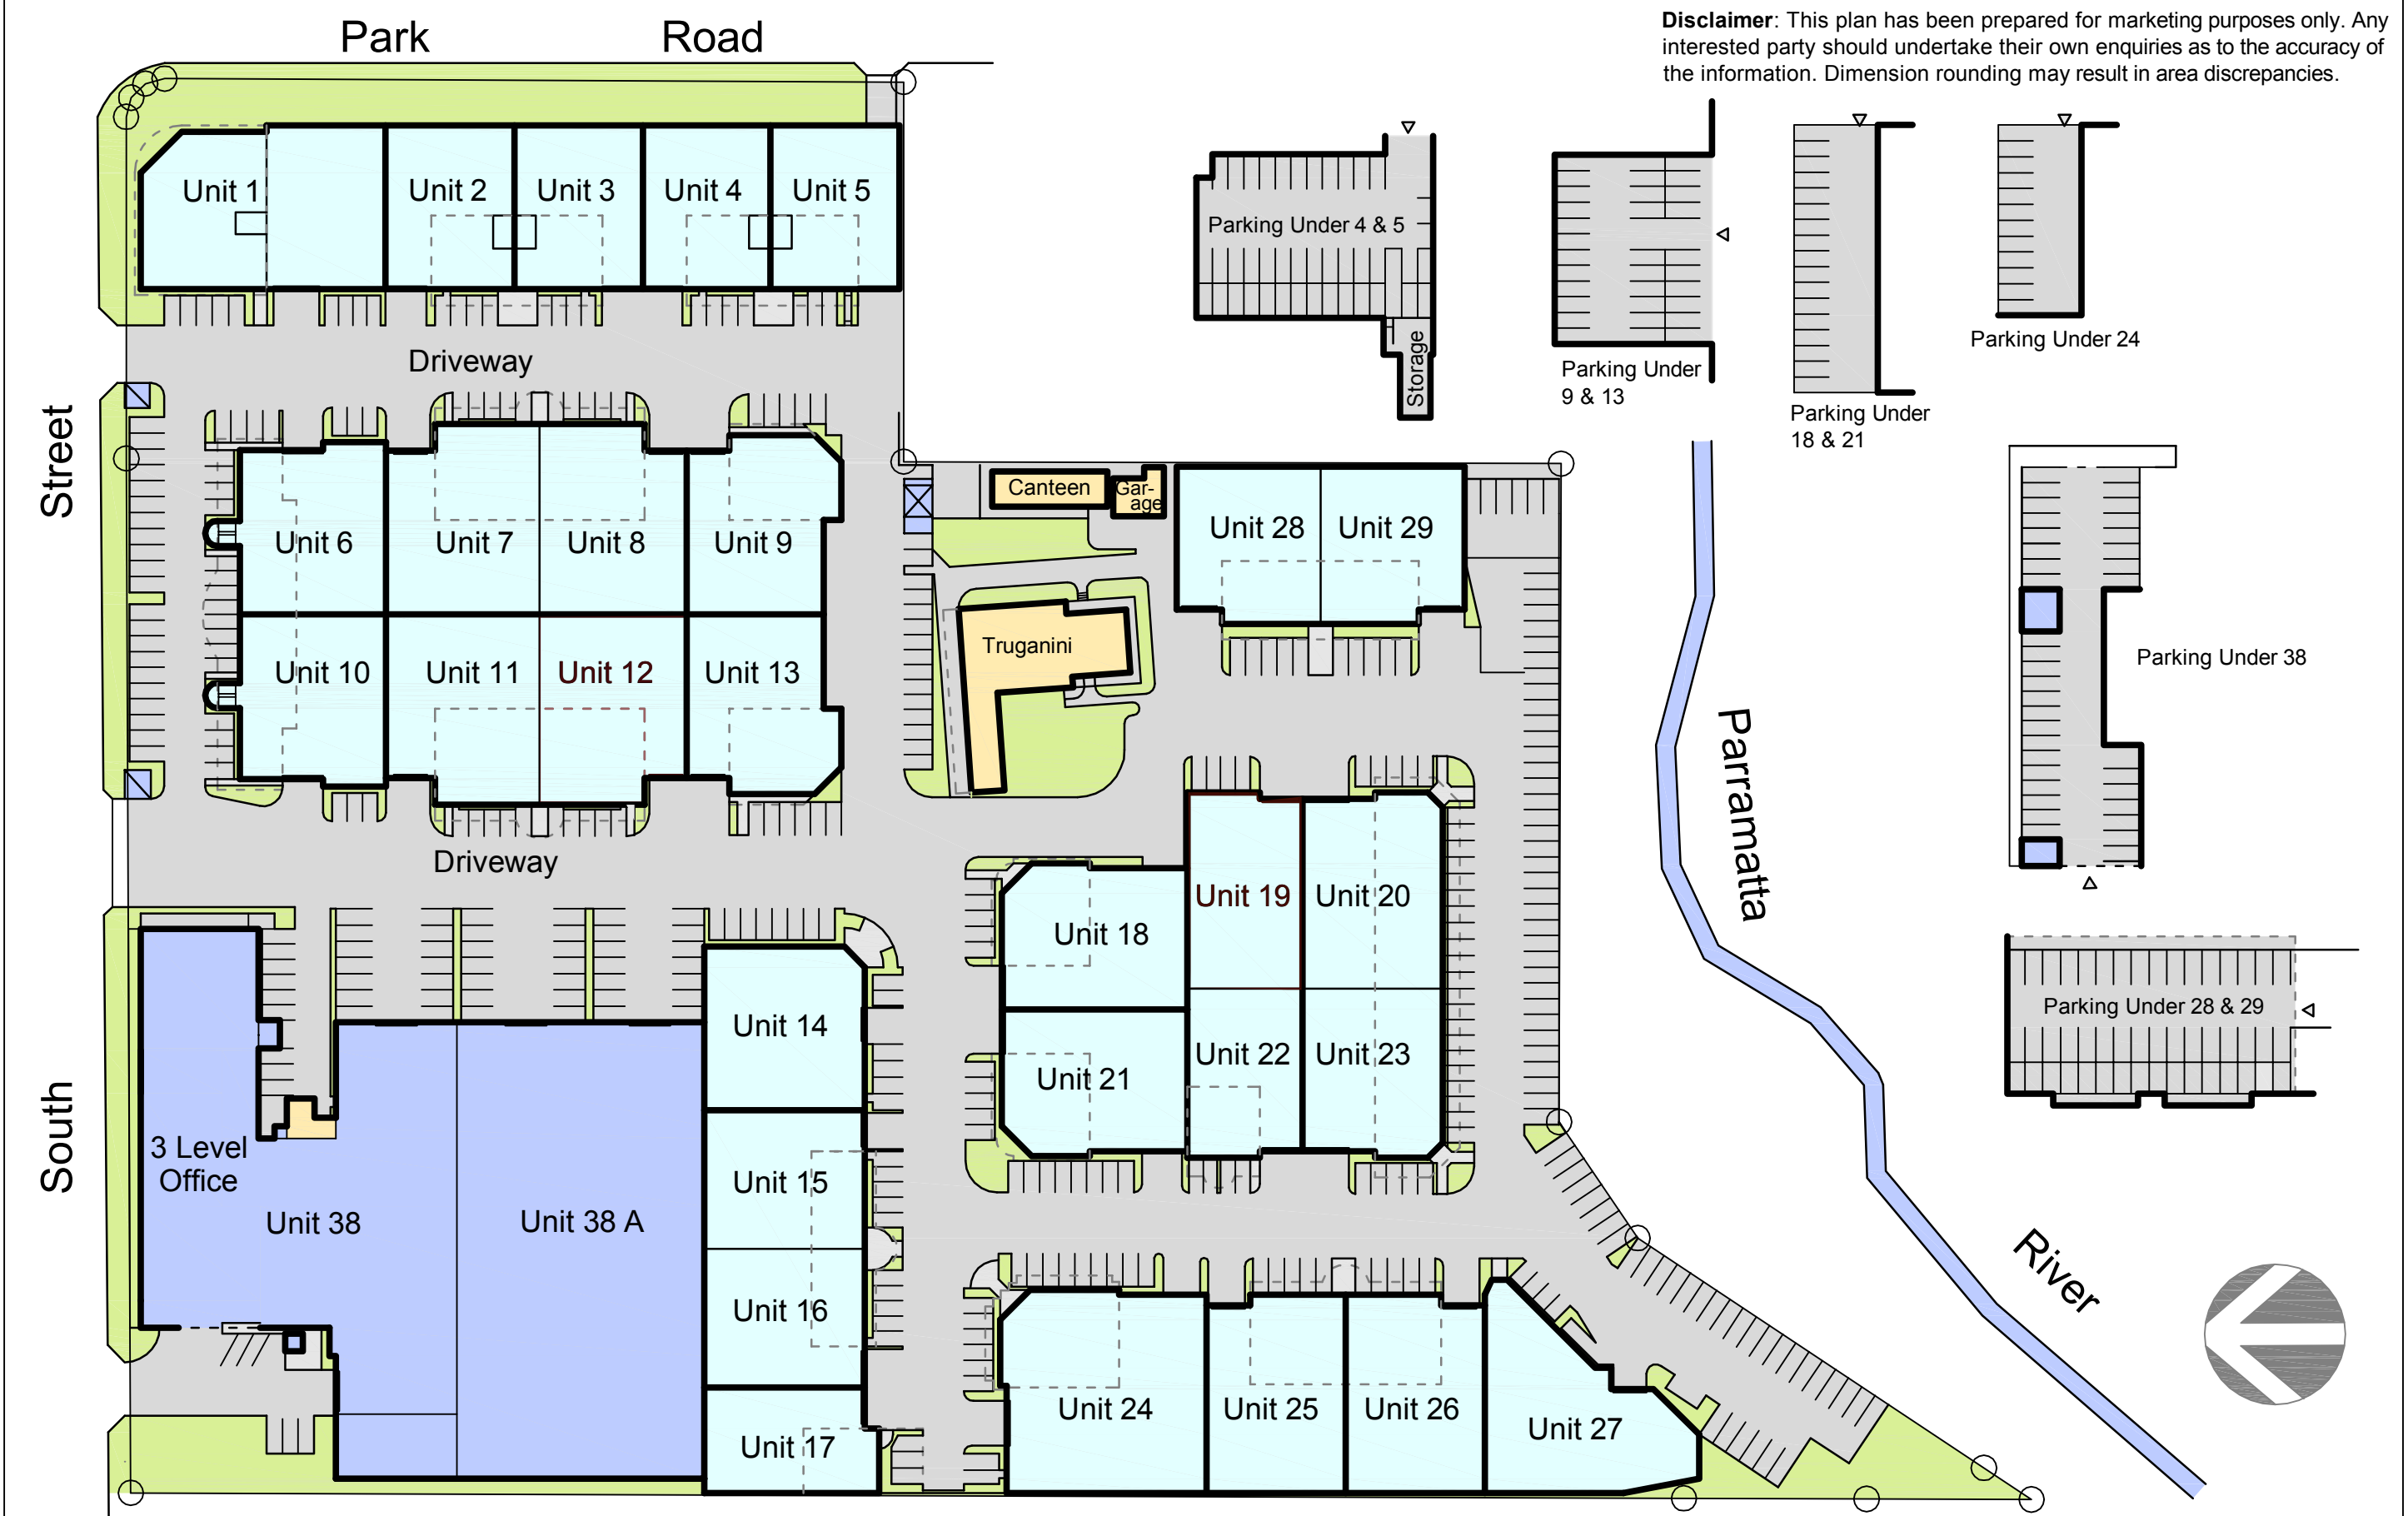 Park Road
Disclaimer: This plan has been prepared for marketing purposes only. Any
interested party should undertake their own enquiries as to the accuracy of
the information. Dimension rounding may result in area discrepancies.
Unit 1
Unit 2
Unit 3
Unit 4
Unit 5
Parking Under 4 & 5
Storage
Parking Under
9 & 13
Parking Under
18 & 21
Parking Under 24
Driveway
Street
Canteen
Gar-
age
Unit 28
Unit 29
Unit 6
Unit 7
Unit 8
Unit 9
Truganini
Unit 10
Unit 11
Unit 12
Unit 13
Parking Under 38
Parramatta
Driveway
Unit 18
Unit 19
Unit 20
Unit 14
Unit 21
Unit 22
Unit 23
Parking Under 28 & 29
South
3 Level
Office
Unit 38
Unit 38 A
Unit 15
Unit 16
Unit 17
River
Unit 24
Unit 25
Unit 26
Unit 27